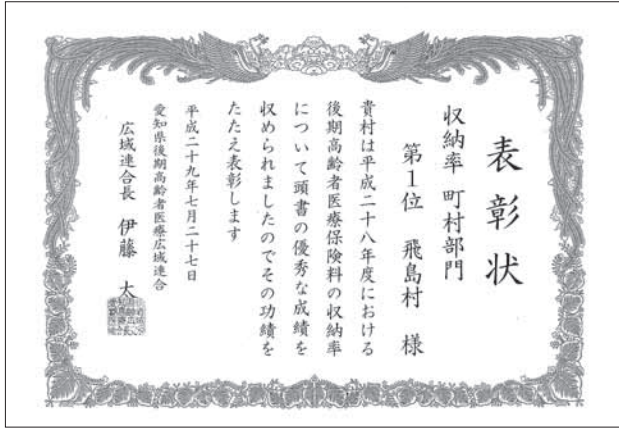 表彰状
収納率 町村部門
第1位 飛島村 様
貴村は平成二十八年度における
後期高齢者医療保険料の収納率
について頭書の優秀な成績を
収められましたのでその功績を
たたえ表彰します
平成二十九年七月二十七日
愛知県後期高齢者医療広域連合
広域連合長 伊藤 太